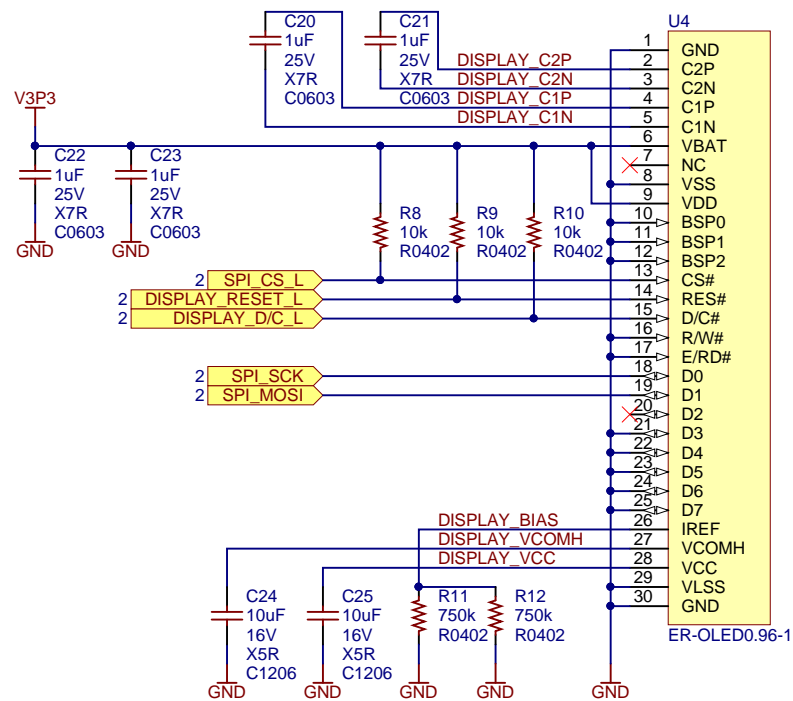 C20
1uF
25V
X7R
C0603
C21
1uF
25V
X7R
C0603
DISPLAY_C2P
DISPLAY_C2N
DISPLAY_C1P
DISPLAY_C1N
V3P3
C22
1uF
25V
X7R
C0603
GND
C23
1uF
25V
X7R
C0603
GND
R8
10k
R0402
R9
10k
R0402
R10
10k
R0402
2 SPI_CS_L
2 DISPLAY_RESET_L
2 DISPLAY_D/C_L
2 SPI_SCK
2 SPI_MOSI
DISPLAY_BIAS
DISPLAY_VCOMH
DISPLAY_VCC
C24
10uF
16V
X5R
C1206
GND
C25
10uF
16V
X5R
C1206
GND
R11
750k
R0402
GND
R12
750k
R0402
GND
GND
U4
1 GND
2 C2P
3 C2N
4 C1P
5 C1N
6 VBAT
7 NC
8 VSS
9 VDD
10 BSP0
11 BSP1
12 BSP2
13 CS#
14 RES#
15 D/C#
16 R/W#
17 E/RD#
18 D0
19 D1
20 D2
21 D3
22 D4
23 D5
24 D6
25 D7
26 IREF
27 VCOMH
28 VCC
29 VLSS
30 GND
ER-OLED0.96-1